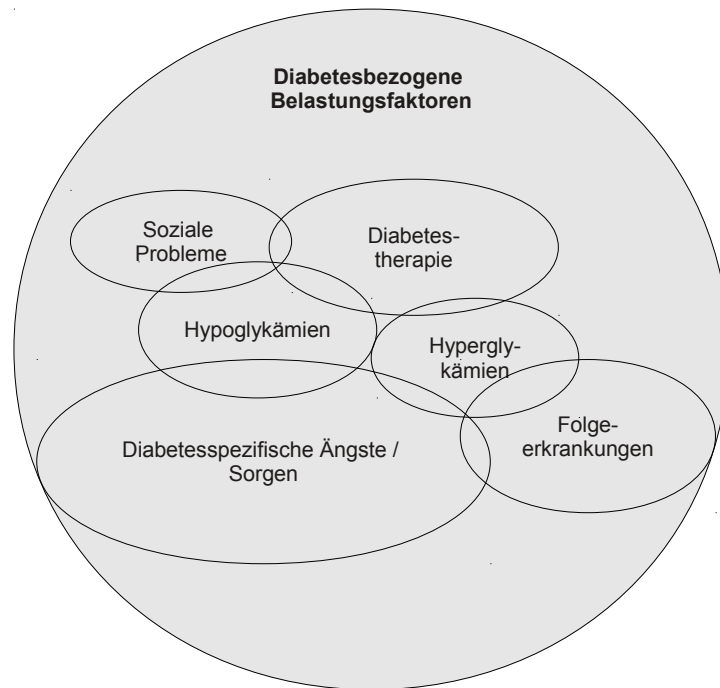 Diabetesbezogene
Belastungsfaktoren
Soziale
Probleme
Diabetes-
therapie
Hypoglykämien
Hypergly-
kämien
Folge-
erkrankungen
Diabetesspezifische Ängste /
Sorgen